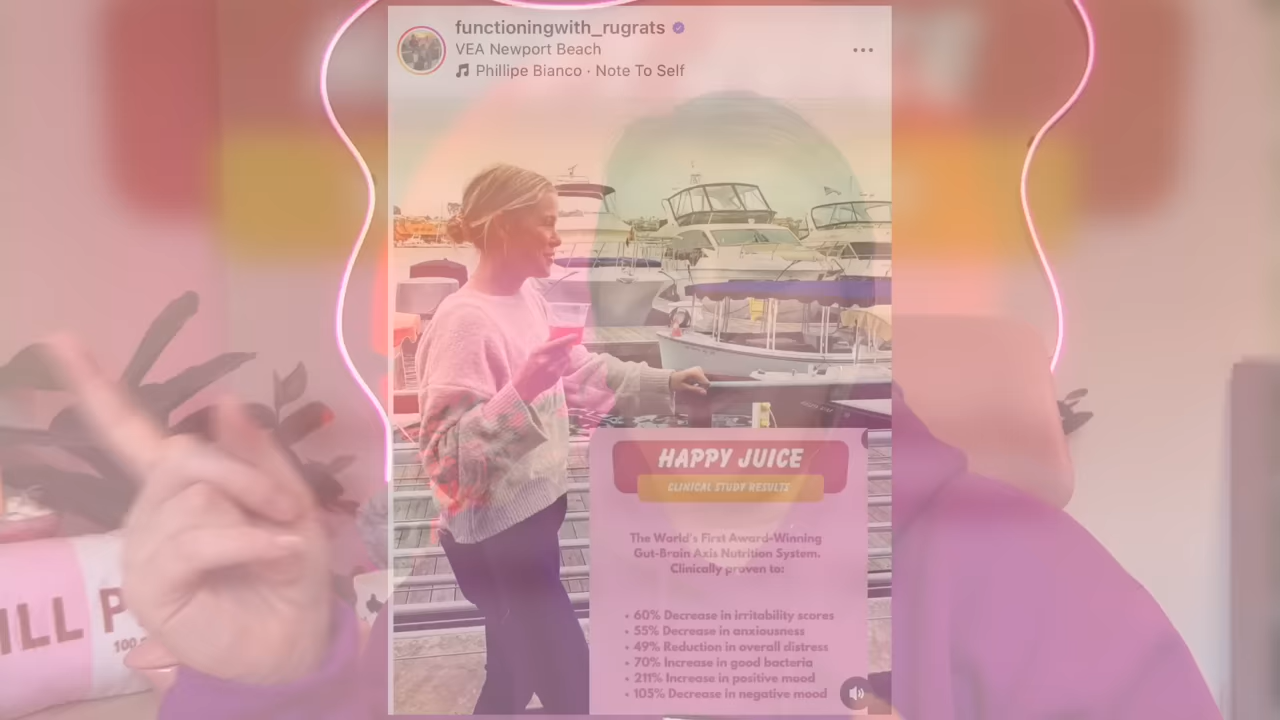 functioningwith_rugrats
VEA Newport Beach
Phillipe Bianco · Note To Self
HAPPY JUICE
CLINICAL STUDY RESULTS
The World's First Award-Winning
Gut-Brain Axis Nutrition System.
Clinically proven to:
• 60% Decrease in irritability scores
• 55% Decrease in anxiousness
• 49% Reduction in overall distress
• 70% Increase in good bacteria
• 211% Increase in positive mood
• 105% Decrease in negative mood
ILL P
100